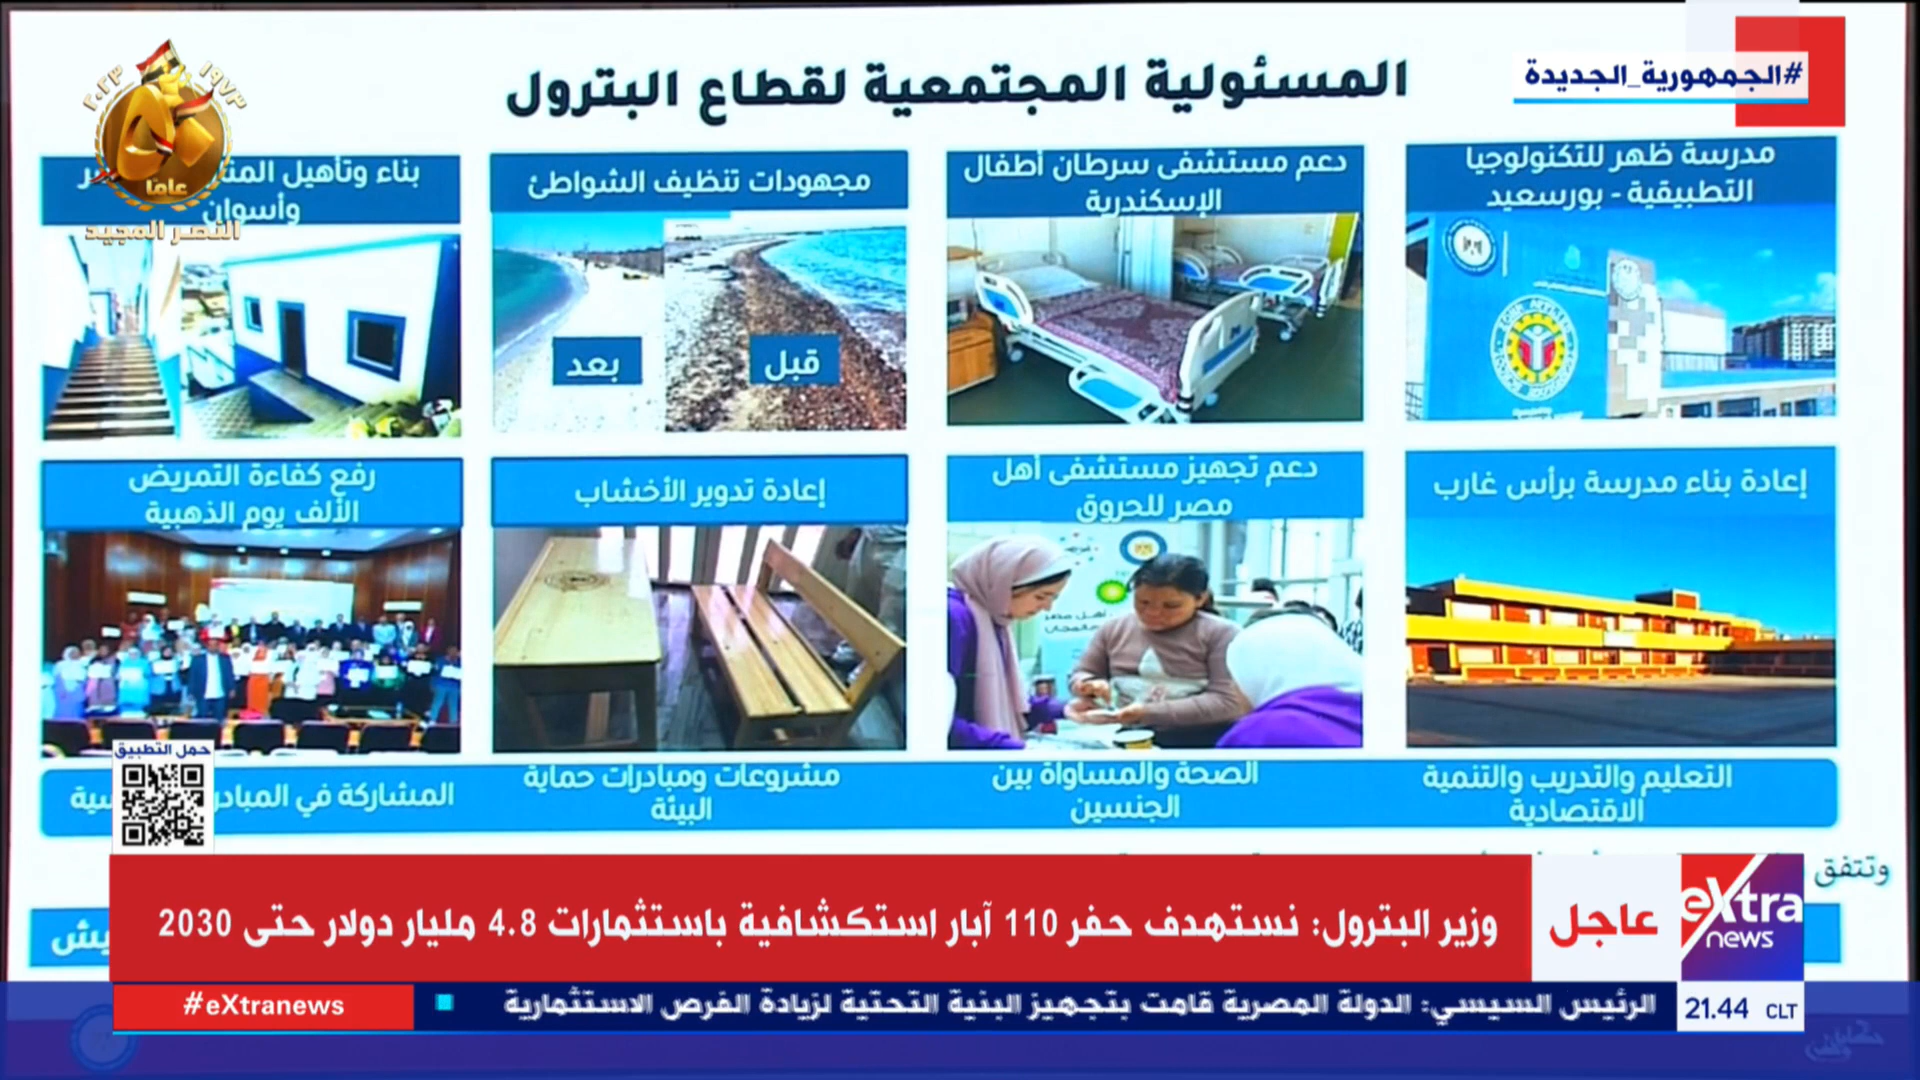 #الجمهورية_الجديدة
المسئولية المجتمعية لقطاع البترول
١٩٧٣
٢٠٢٣
٥٠
عامًا
النصر المجيد
مدرسة ظهر للتكنولوجيا
التطبيقية - بورسعيد
دعم مستشفى سرطان أطفال
الإسكندرية
مجهودات تنظيف الشواطئ
قبل
بعد
بناء وتأهيل
وأسوان
إعادة بناء مدرسة برأس غارب
دعم تجهيز مستشفى أهل
مصر للحروق
إعادة تدوير الأخشاب
رفع كفاءة التمريض
الألف يوم الذهبية
التعليم والتدريب والتنمية
الاقتصادية
الصحة والمساواة بين
الجنسين
مشروعات ومبادرات حماية
البيئة
المشاركة في
حمل التطبيق
وتتفق
eXtra
news
عاجل
وزير البترول: نستهدف حفر 110 آبار استكشافية باستثمارات 4.8 مليار دولار حتى 2030
21.44 CLT
الرئيس السيسي: الدولة المصرية قامت بتجهيز البنية التحتية لزيادة الفرص الاستثمارية
#eXtranews